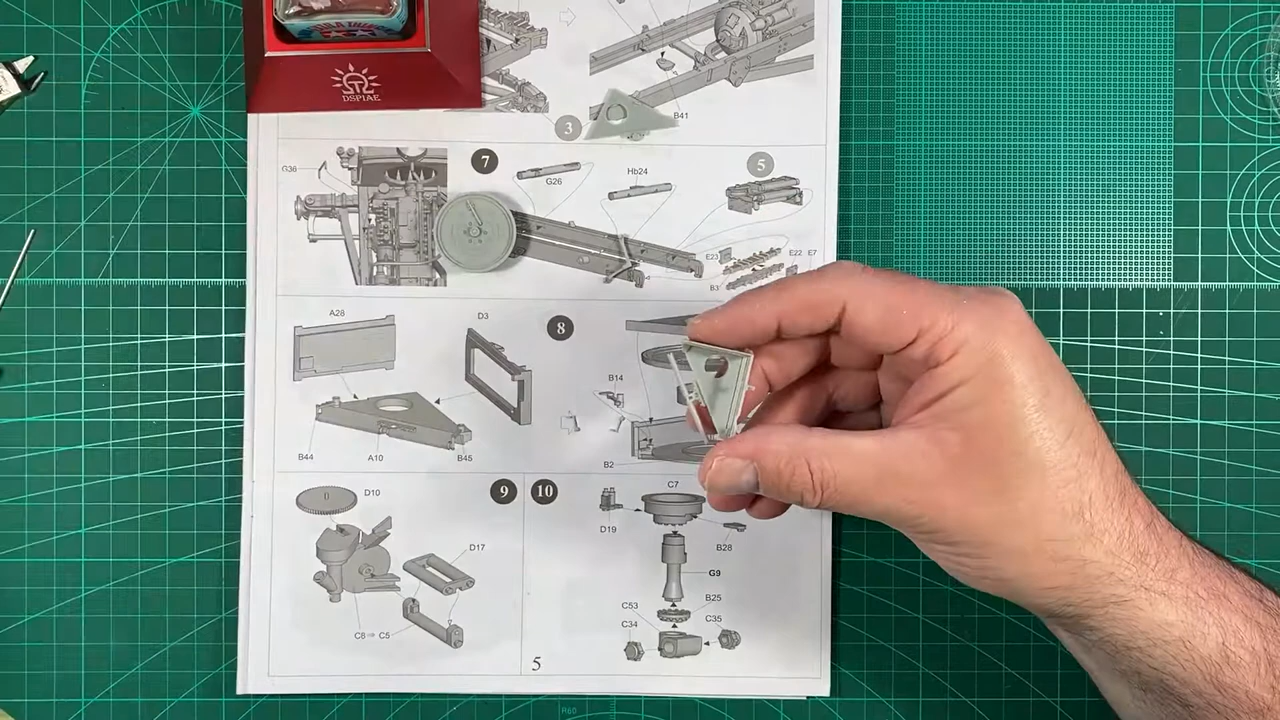 DSPIAE
3
B41
G36
7
G26
Hb24
5
E23
E22
E7
A28
D3
8
B14
B44
A10
B45
B2
D10
9
10
C7
D19
B28
D17
G9
B25
C53
C34
C35
C6
C5
5
R60